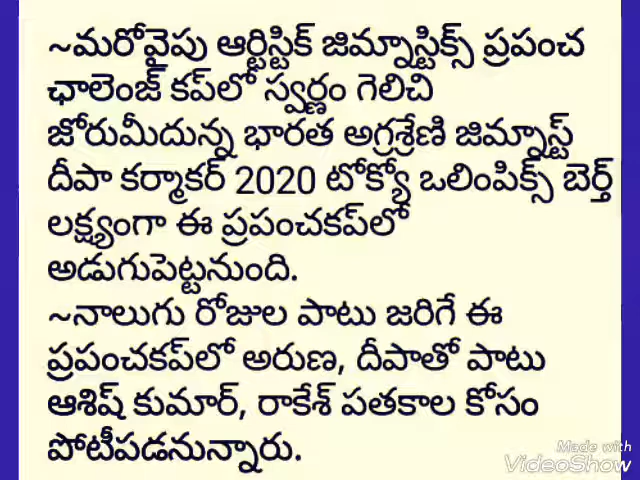 ~మరోవైపు ఆర్టిస్టిక్ జిమ్నాస్టిక్స్ ప్రపంచ
ఛాలెంజ్ కప్‌లో స్వర్ణం గెలిచి
జోరుమీదున్న భారత అగ్రశ్రేణి జిమ్నాస్ట్
దీపా కర్మాకర్ 2020 టోక్యో ఒలింపిక్స్ బెర్త్
లక్ష్యంగా ఈ ప్రపంచకప్‌లో
అడుగుపెట్టనుంది.
~నాలుగు రోజుల పాటు జరిగే ఈ
ప్రపంచకప్‌లో అరుణ, దీపాతో పాటు
ఆశిష్ కుమార్, రాకేశ్ పతకాల కోసం
పోటీపడనున్నారు.
Made with
VideoShow